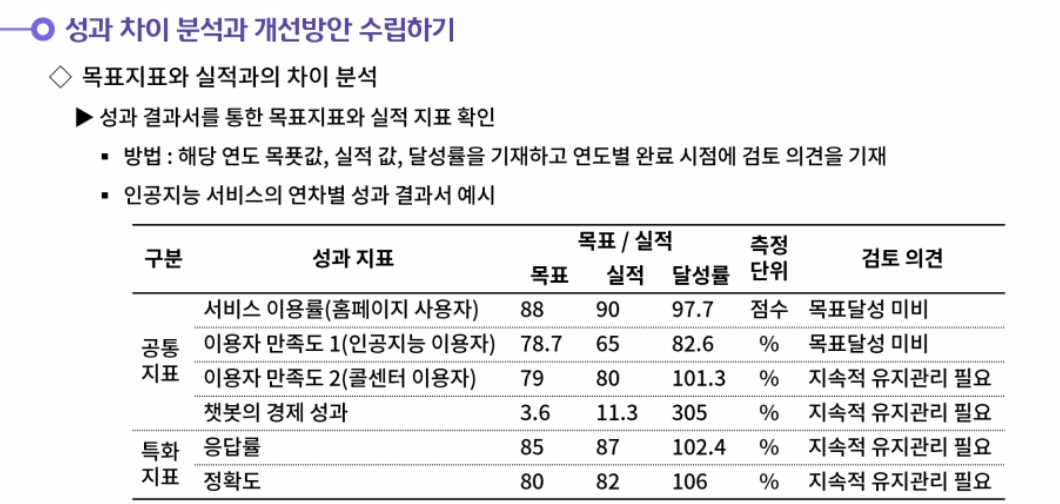 성과 차이 분석과 개선방안 수립하기
◇ 목표지표와 실적과의 차이 분석
▶ 성과 결과서를 통한 목표지표와 실적 지표 확인
▪ 방법 : 해당 연도 목푯값, 실적 값, 달성률을 기재하고 연도별 완료 시점에 검토 의견을 기재
▪ 인공지능 서비스의 연차별 성과 결과서 예시
구분 성과 지표 목표 / 실적 측정 단위 검토 의견
목표 실적 달성률
공통 지표
서비스 이용률(홈페이지 사용자) 88 90 97.7 점수 목표달성 미비
이용자 만족도 1(인공지능 이용자) 78.7 65 82.6 % 목표달성 미비
이용자 만족도 2(콜센터 이용자) 79 80 101.3 % 지속적 유지관리 필요
챗봇의 경제 성과 3.6 11.3 305 % 지속적 유지관리 필요
특화 지표
응답률 85 87 102.4 % 지속적 유지관리 필요
정확도 80 82 106 % 지속적 유지관리 필요